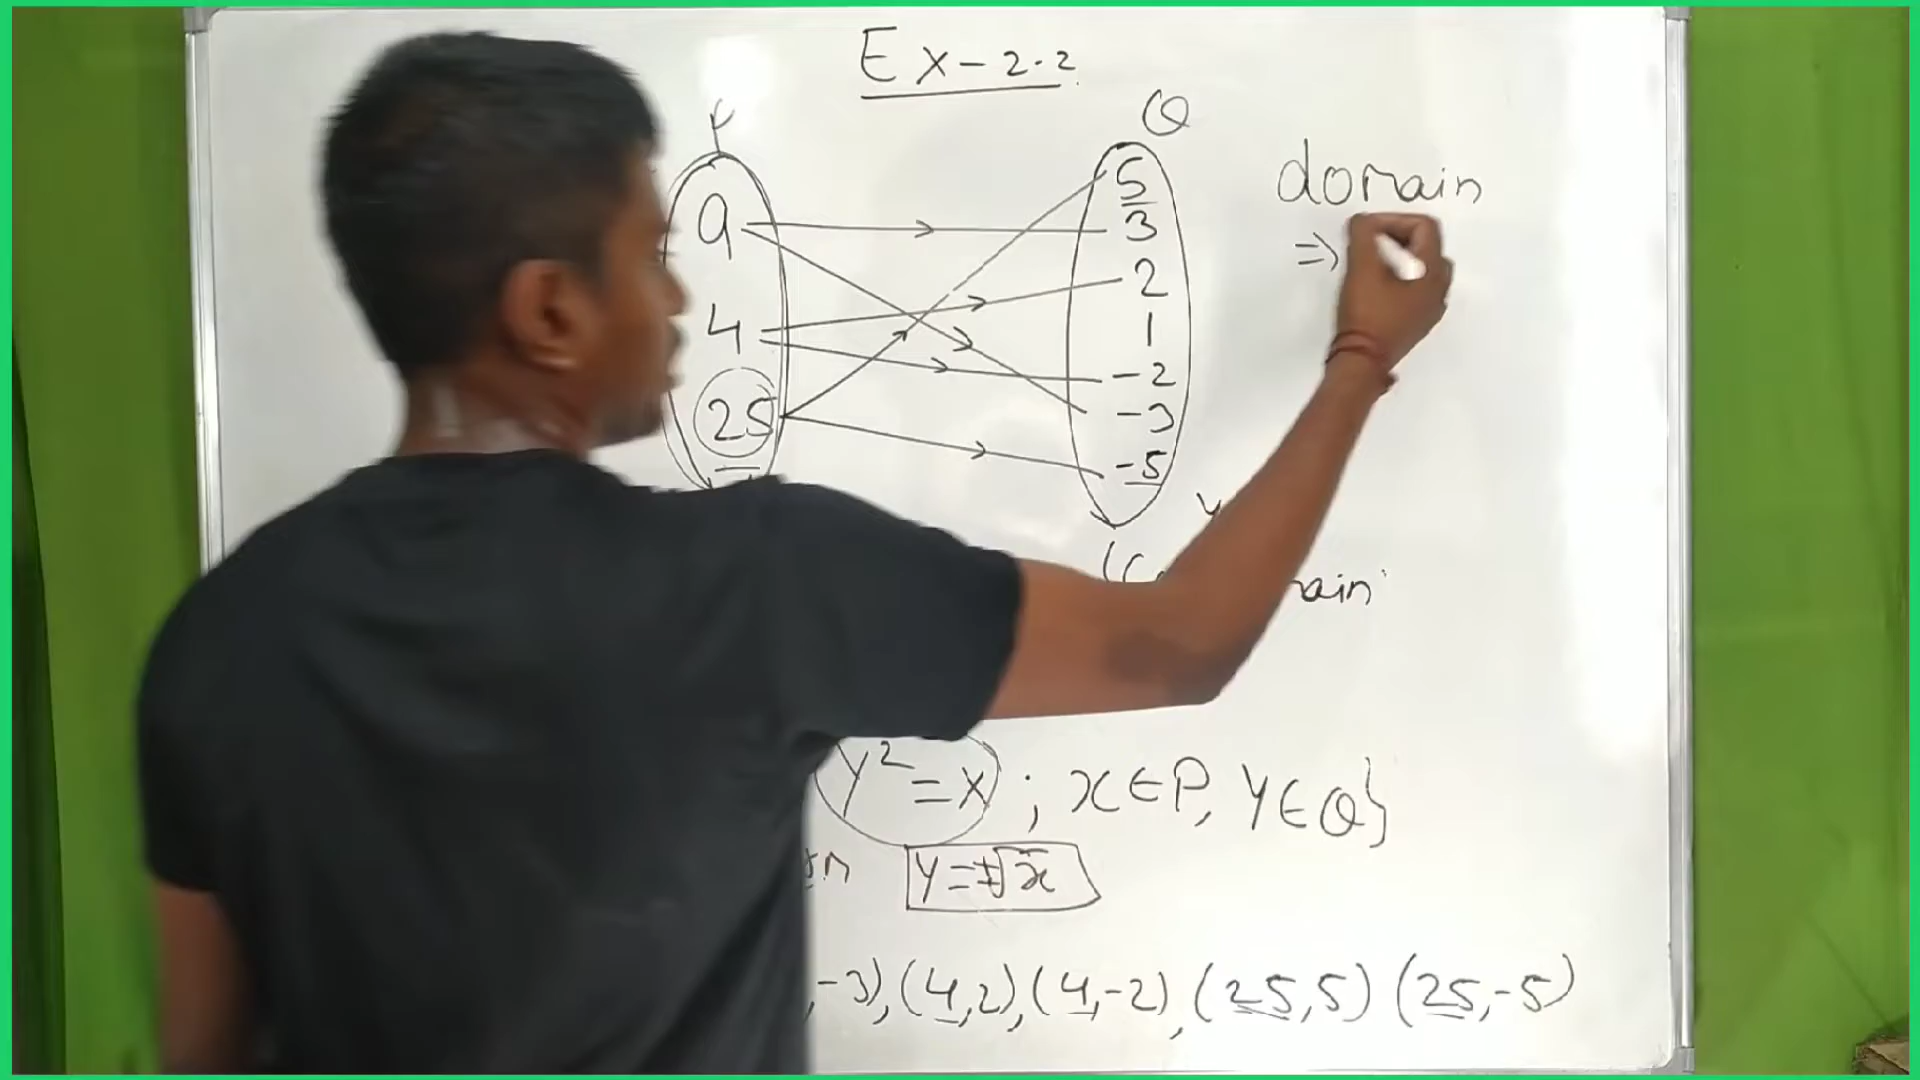 Ex-2.2
Q
domain
⇒
9
5
3
2
4
1
-2
25
-3
-5
y²=x ; x∈P, y∈Q}
y=±√x
,-3),(4,2),(4,-2),(25,5) (25,-5)